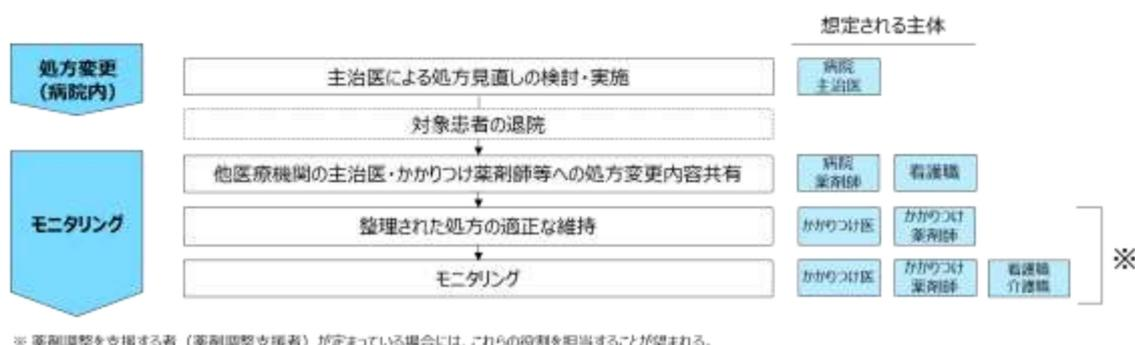 想定される主体
処方変更
(病院内)
主治医による処方見直しの検討・実施
病院
主治医
対象患者の退院
モニタリング
他医療機関の主治医・かかりつけ薬剤師等への処方変更内容共有
病院
薬剤師
看護職
整理された処方の適正な維持
かかりつけ医
かかりつけ
薬剤師
モニタリング
かかりつけ医
かかりつけ
薬剤師
看護職
介護職
※
※ 薬剤調整を支援する者（薬剤調整支援者）が定まっている場合には、これらの役割を担当することが望まれる。